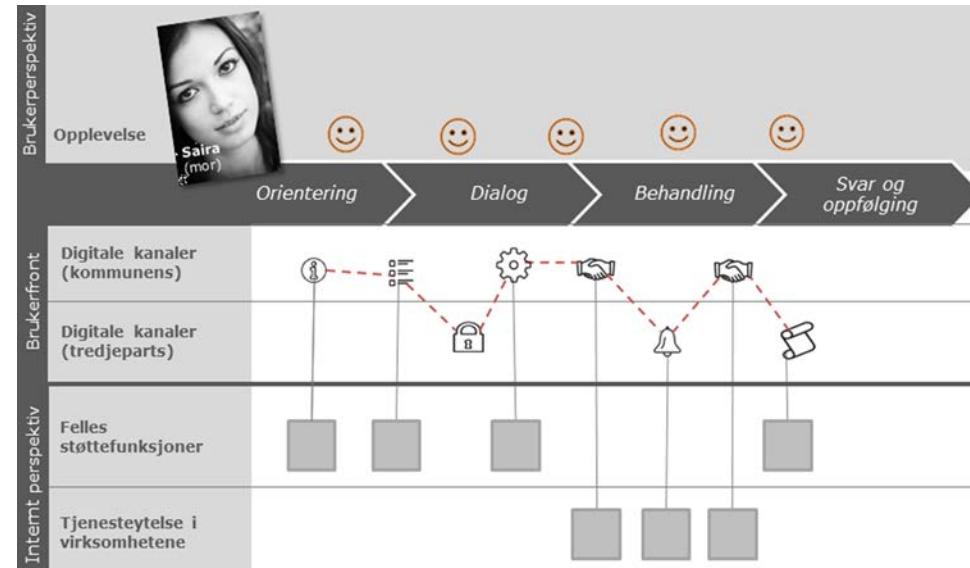 Brukerperspektiv
Opplevelse
Saira
(mor)
Orientering
Dialog
Behandling
Svar og
oppfølging
Brukerfront
Digitale kanaler
(kommunens)
Digitale kanaler
(tredjeparts)
Internt perspektiv
Felles
støttefunksjoner
Tjenesteytelse i
virksomhetene